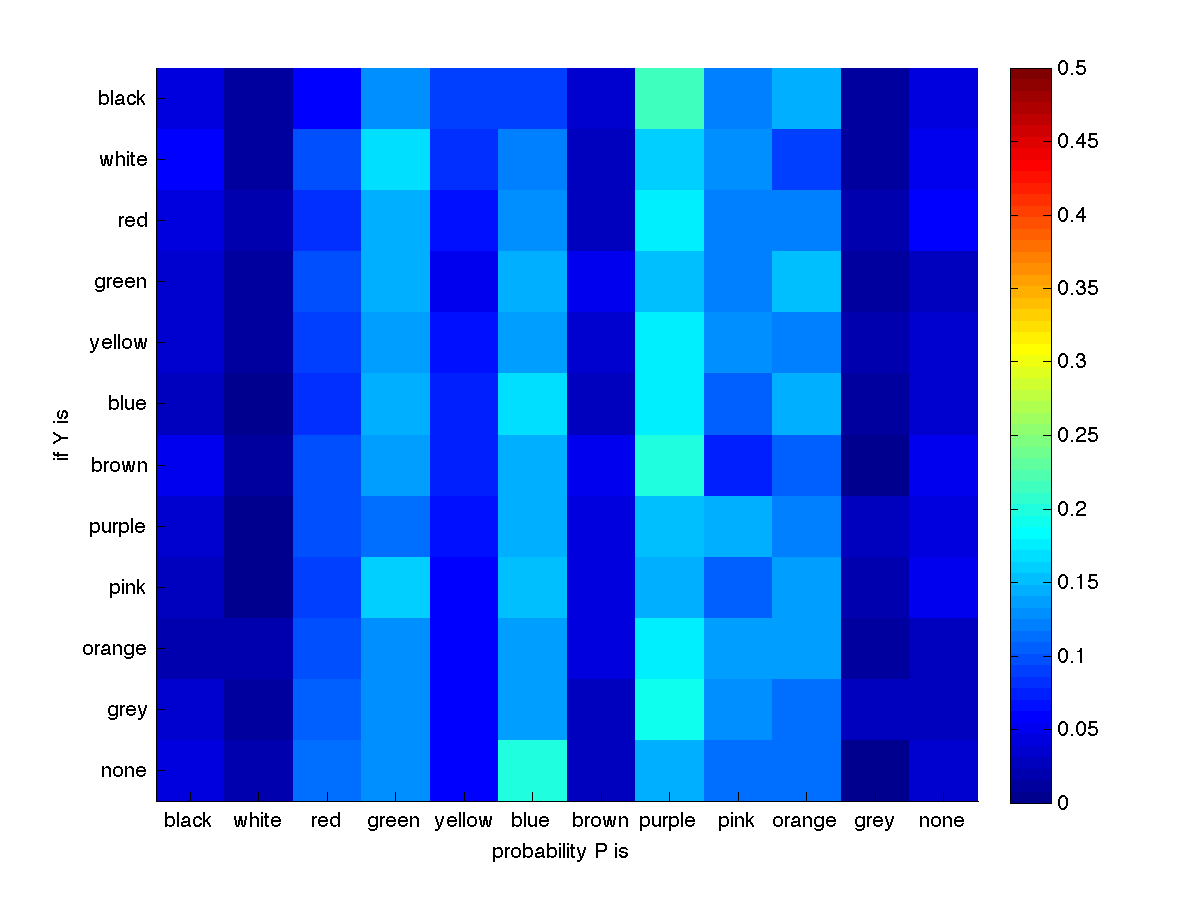 black
white
red
green
yellow
blue
brown
purple
pink
orange
grey
none
if Y is
black white red green yellow blue brown purple pink orange grey none
probability P is
0.5
0.45
0.4
0.35
0.3
0.25
0.2
0.15
0.1
0.05
0